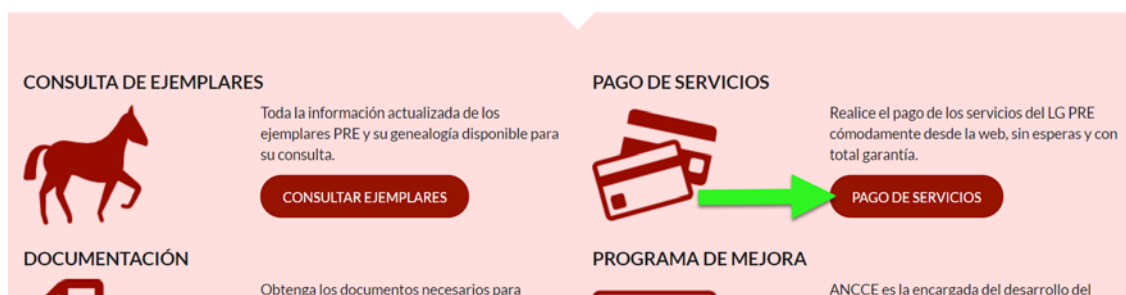 CONSULTA DE EJEMPLARES
Toda la información actualizada de los
ejemplares PRE y su genealogía disponible para
su consulta.
CONSULTAR EJEMPLARES
PAGO DE SERVICIOS
Realice el pago de los servicios del LG PRE
cómodamente desde la web, sin esperas y con
total garantía.
PAGO DE SERVICIOS
DOCUMENTACIÓN
Obtenga los documentos necesarios para
PROGRAMA DE MEJORA
ANCCE es la encargada del desarrollo del